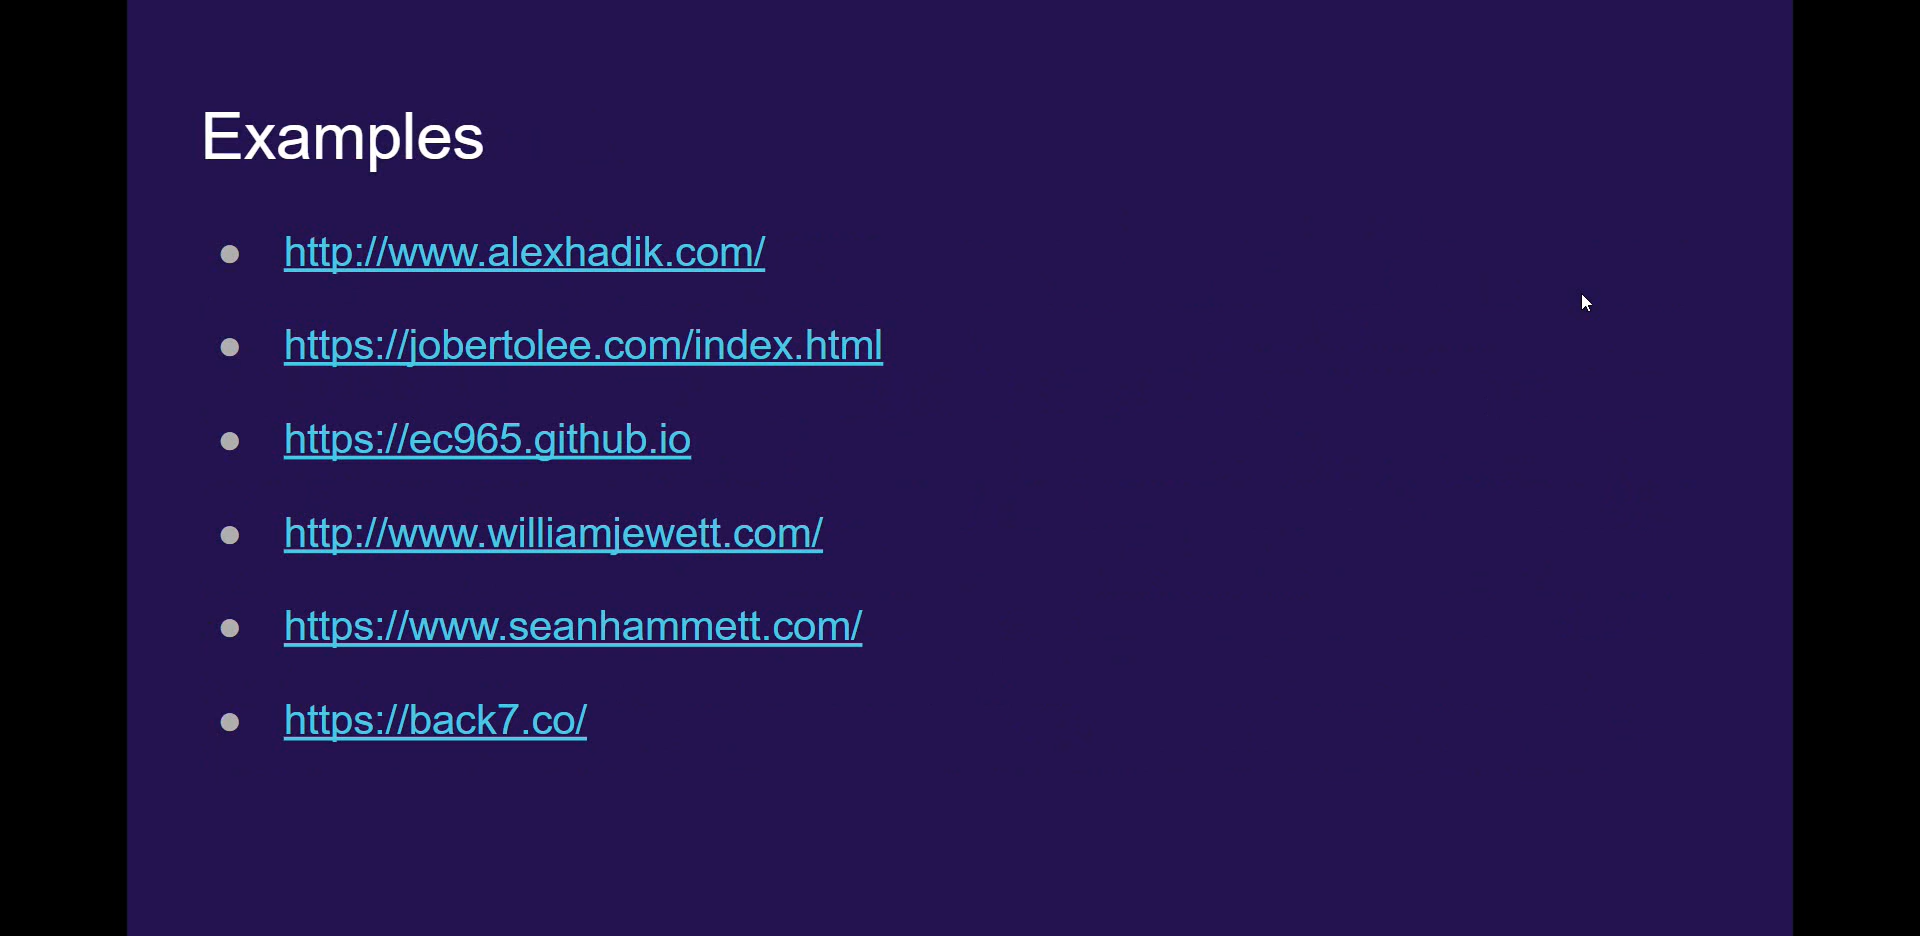 Examples
http://www.alexhadik.com/
https://jobertolee.com/index.html
https://ec965.github.io
http://www.williamjewett.com/
https://www.seanhammett.com/
https://back7.co/